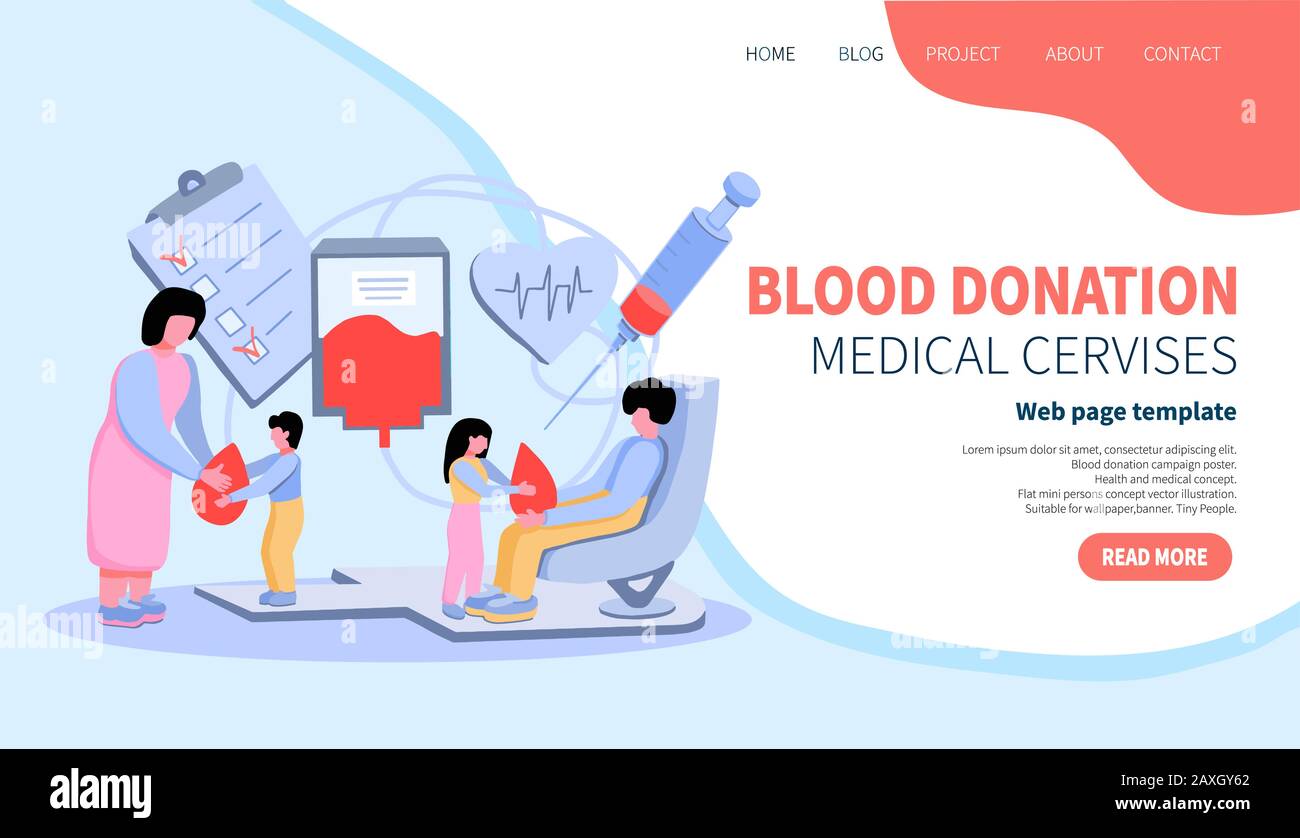 HOME BLOG PROJECT ABOUT CONTACT
BLOOD DONATION
MEDICAL CERVISES
Web page template
Lorem ipsum dolor sit amet, consectetur adipiscing elit.
Blood donation campaign poster.
Health and medical concept.
Flat mini persons concept vector illustration.
Suitable for wallpaper,banner. Tiny People.
READ MORE
a a a
alamy alamy
a a a
alamy
Image ID: 2AXGY62
www.alamy.com